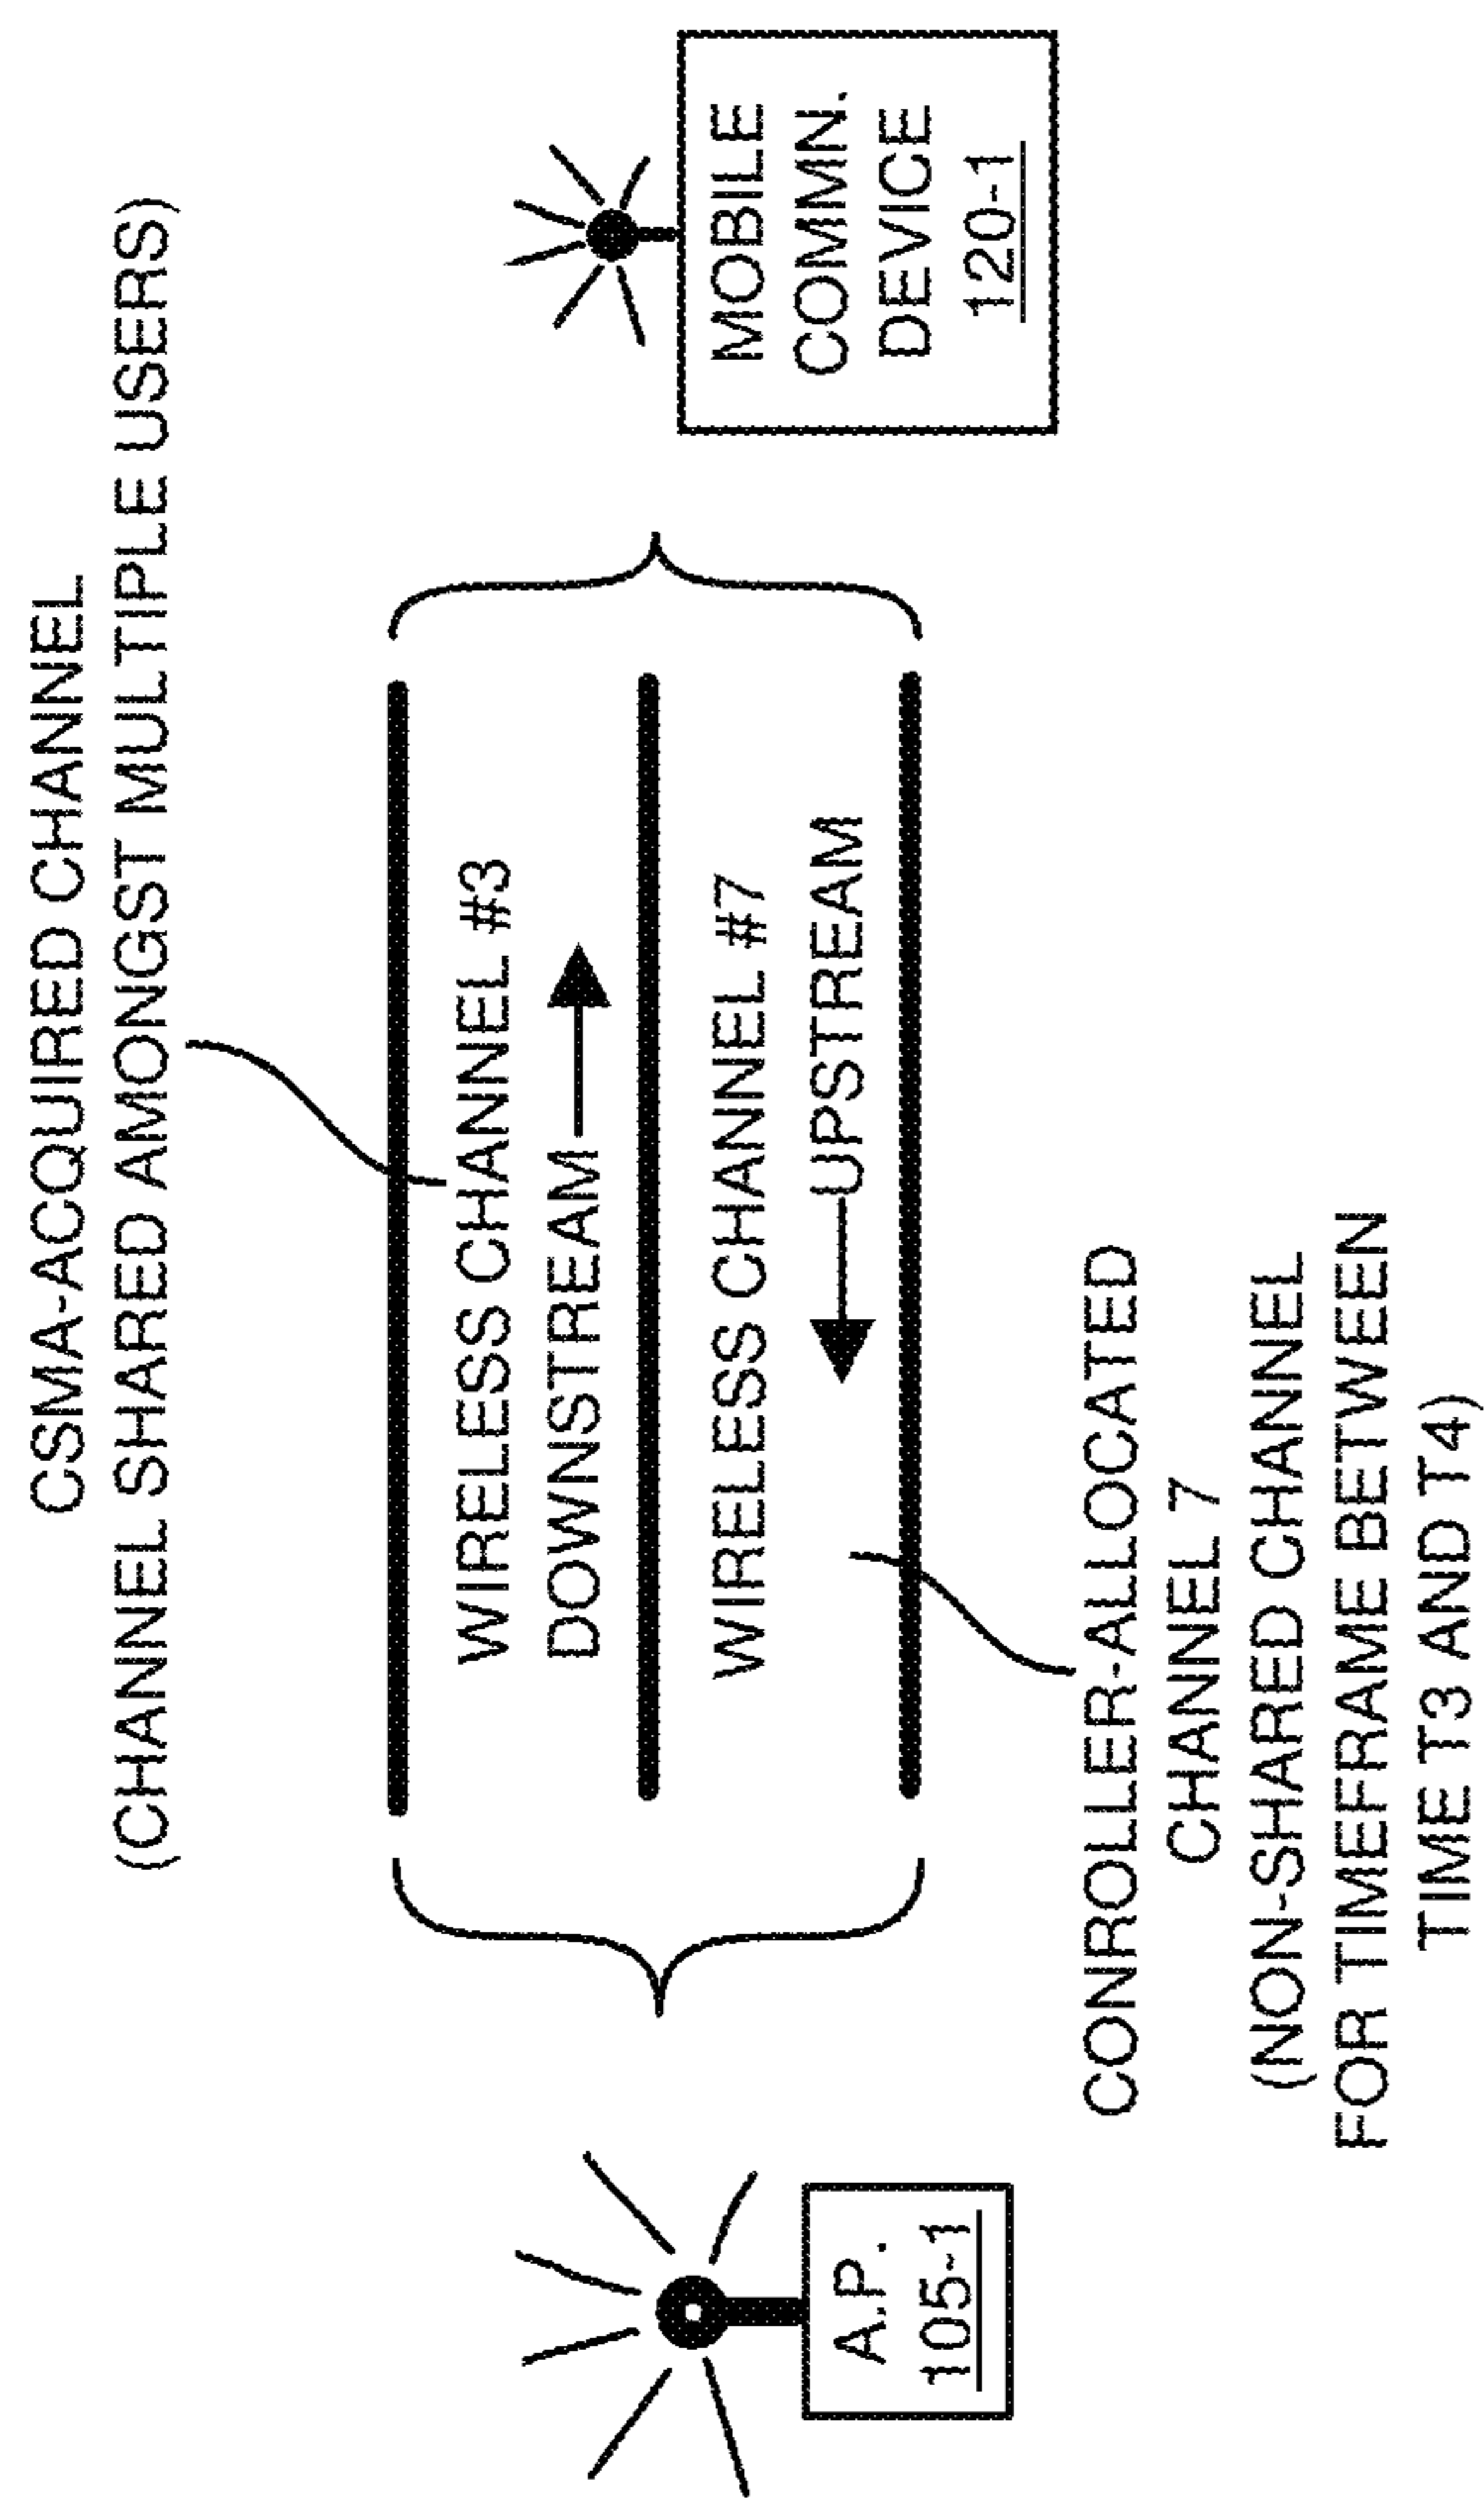 CSMA-ACQUIRED CHANNEL
(CHANNEL SHARED AMONGST MULTIPLE USERS)
WIRELESS CHANNEL #3
DOWNSTREAM
WIRELESS CHANNEL #7
UPSTREAM
A.P.
105-1
MOBILE
COMMN.
DEVICE
120-1
CONROLLER-ALLOCATED
CHANNEL 7
(NON-SHARED CHANNEL
FOR TIMEFRAME BETWEEN
TIME T3 AND T4)